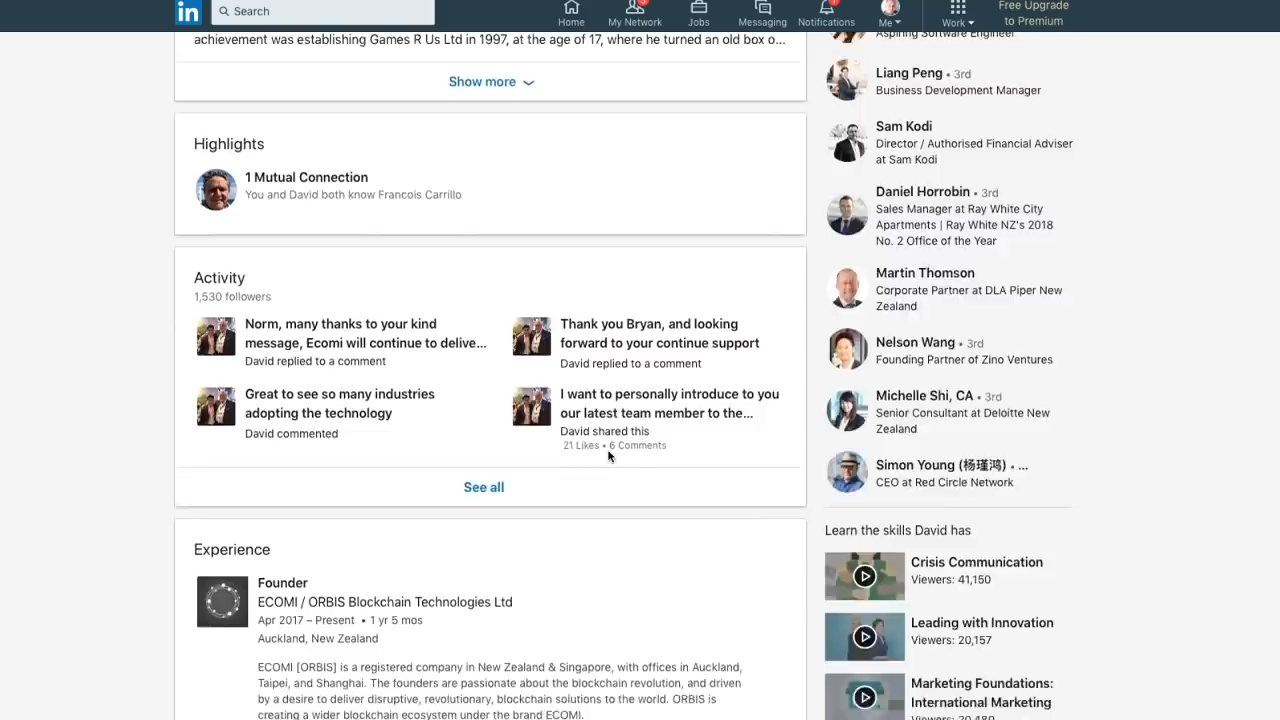 in
Search
Home
My Network
Jobs
Messaging
Notifications
Me
Work
Free Upgrade
to Premium
achievement was establishing Games R Us Ltd in 1997, at the age of 17, where he turned an old box o...
Show more
Highlights
1 Mutual Connection
You and David both know Francois Carrillo
Activity
1,530 followers
Norm, many thanks to your kind
message, Ecomi will continue to delive...
David replied to a comment
Thank you Bryan, and looking
forward to your continue support
David replied to a comment
Great to see so many industries
adopting the technology
David commented
I want to personally introduce to you
our latest team member to the...
David shared this
21 Likes • 6 Comments
See all
Experience
Founder
ECOMI / ORBIS Blockchain Technologies Ltd
Apr 2017 – Present • 1 yr 5 mos
Auckland, New Zealand
ECOMI [ORBIS] is a registered company in New Zealand & Singapore, with offices in Auckland,
Taipei, and Shanghai. The founders are passionate about the blockchain revolution, and driven
by a desire to deliver disruptive, revolutionary, blockchain solutions to the world. ORBIS is
creating a wider blockchain ecosystem under the brand ECOMI.
Aspiring Software Engineer
Liang Peng • 3rd
Business Development Manager
Sam Kodi
Director / Authorised Financial Adviser
at Sam Kodi
Daniel Horrobin • 3rd
Sales Manager at Ray White City
Apartments | Ray White NZ's 2018
No. 2 Office of the Year
Martin Thomson
Corporate Partner at DLA Piper New
Zealand
Nelson Wang • 3rd
Founding Partner of Zino Ventures
Michelle Shi, CA • 3rd
Senior Consultant at Deloitte New
Zealand
Simon Young (杨瑾鸿) • ...
CEO at Red Circle Network
Learn the skills David has
Crisis Communication
Viewers: 41,150
Leading with Innovation
Viewers: 20,157
Marketing Foundations:
International Marketing
Viewers: 20,489